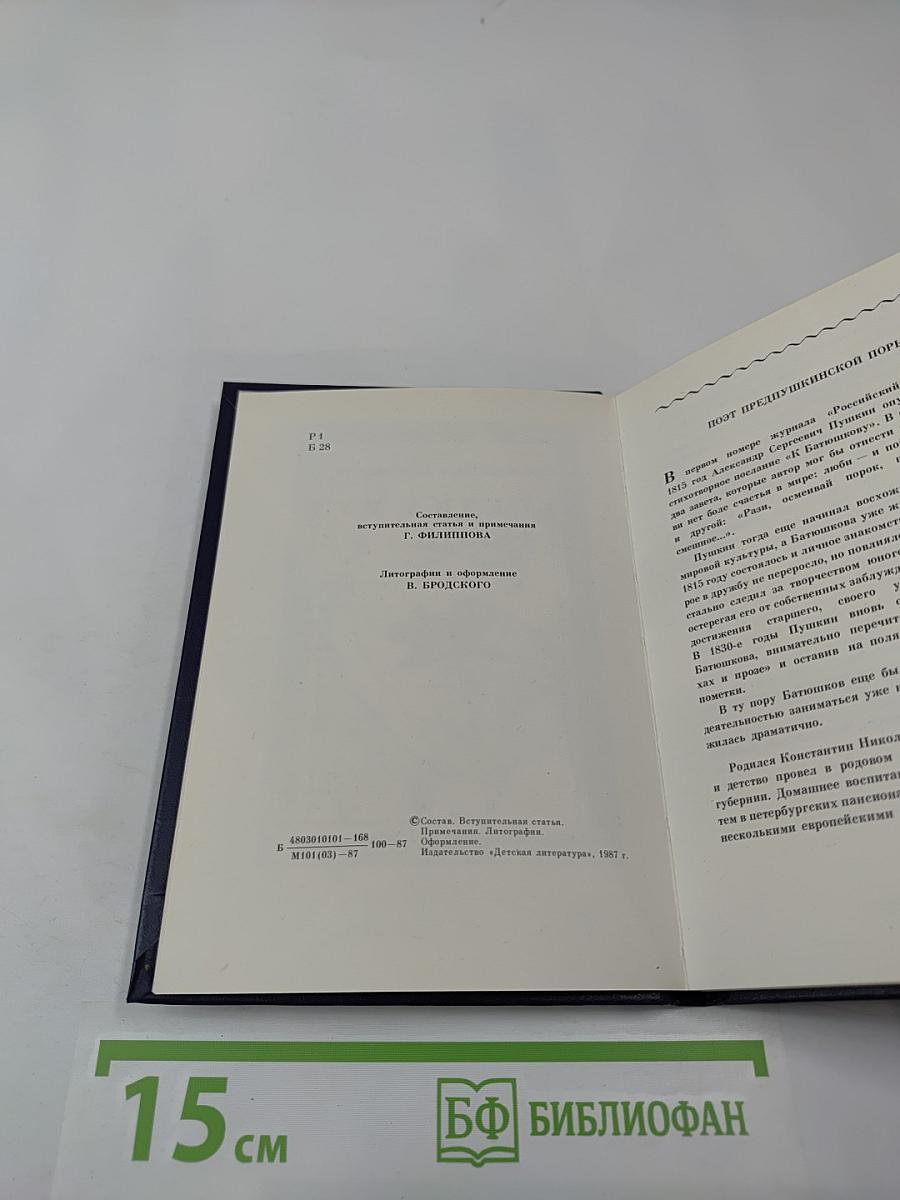 Р1
Б 28
Составление,
вступительная статья и примечания
Г. ФИЛИППОВА
Литографии и оформление
В. БРОДСКОГО
Б 4803010101—168 100—87
М101(03)—87
© Состав. Вступительная статья.
Примечания. Литографии.
Оформление.
Издательство «Детская литература», 1987 г.
ПОЭТ ПРЕДПУШКИНСКОЙ
В первом номере журнала «Российский
1815 год Александр Сергеевич Пушкин
стихотворное послание «К Батюшкову». В
два завета, которые автор мог бы отнести
ви нет боле счастья в мире: люби — и
и другой: «Рази, осмеивай порок,
смешное...».
Пушкин тогда еще начинал
мировой культуры, а Батюшкова уже
1815 году состоялось и личное
рое в дружбу не переросло, но
стально следил за творчеством
остерегая его от собственных
достижения старшего, своего
В 1830-е годы Пушкин вновь
Батюшкова, внимательно
хах и прозе» и оставив на
пометки.
В ту пору Батюшков еще
деятельностью заниматься уже
жилась драматично.
Родился Константин
и детство провел в родовом
губернии. Домашнее
тем в петербургских
несколькими европейскими
15 см
БФ БИБЛИОФАН